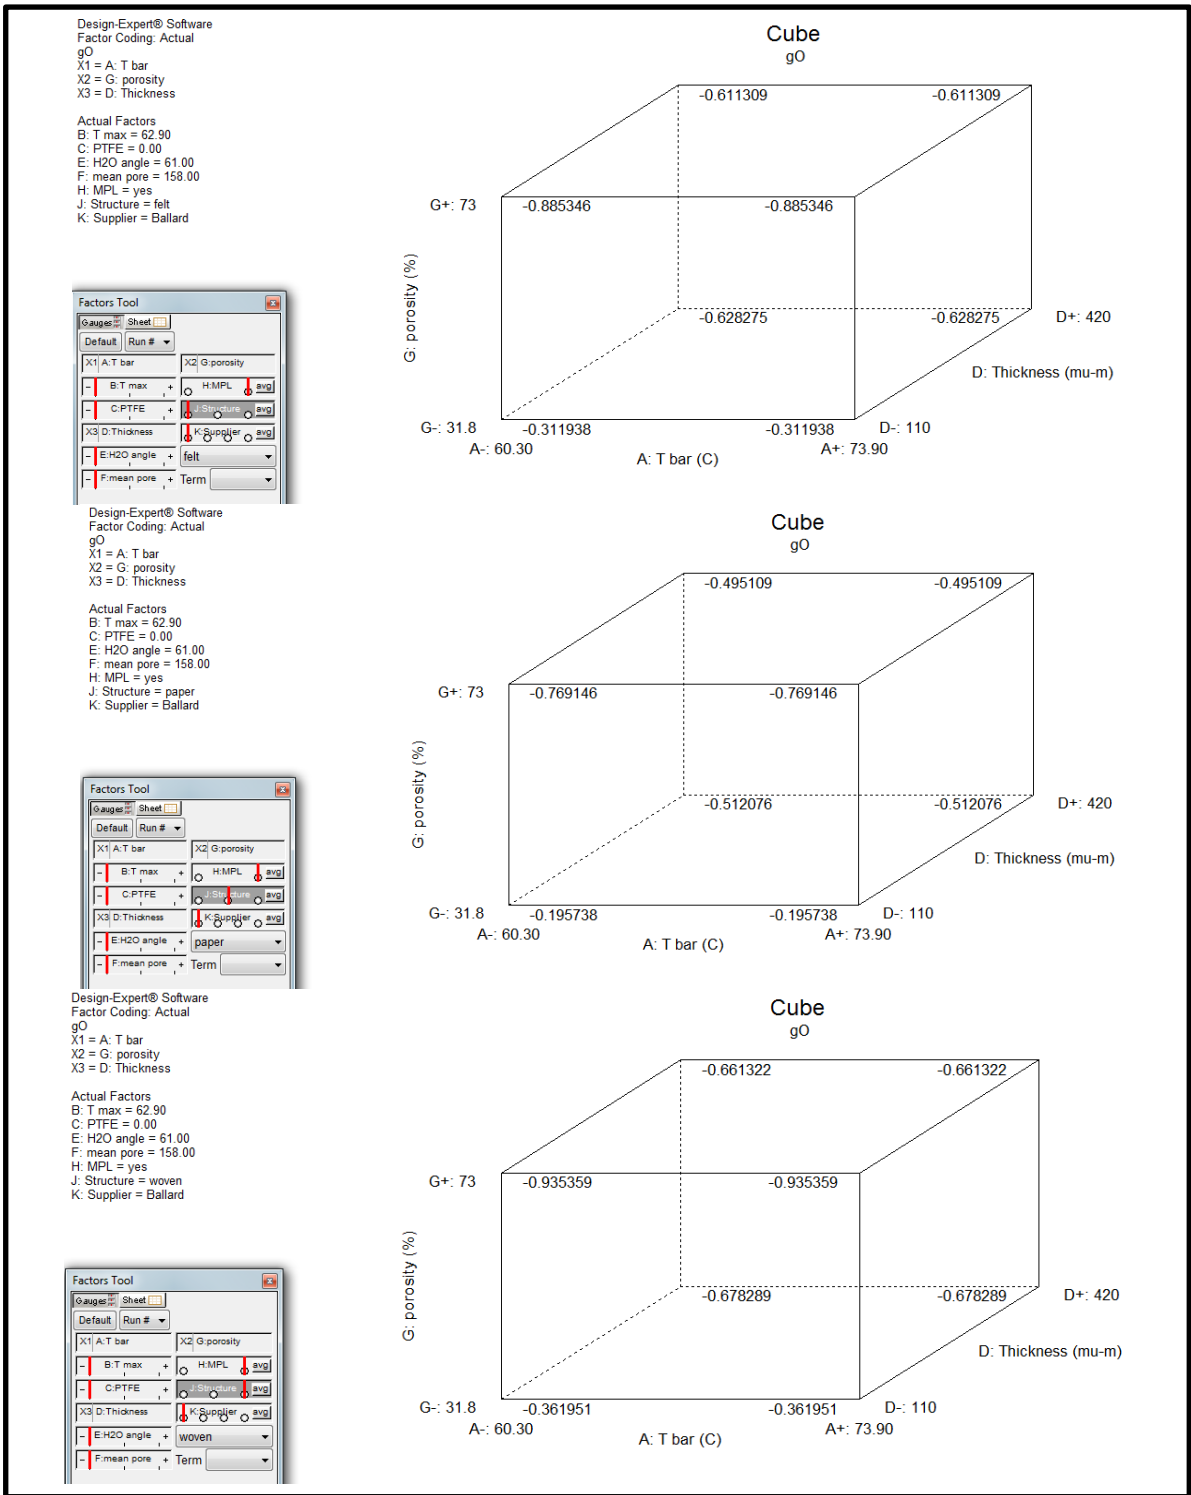 Design-Expert® Software
Factor Coding: Actual
gO
X1 = A: T bar
X2 = G: porosity
X3 = D: Thickness
Actual Factors
B: T max = 62.90
C: PTFE = 0.00
E: H2O angle = 61.00
F: mean pore = 158.00
H: MPL = yes
J: Structure = felt
K: Supplier = Ballard
Factors Tool
Gauges Sheet
Default Run #
X1 A:T bar X2 G:porosity
- B:T max + H:MPL avg
- C:PTFE + J:Structure avg
X3 D:Thickness K:Supplier avg
- E:H2O angle + felt
- F:mean pore + Term
Cube
gO
-0.611309 -0.611309
G+: 73 -0.885346 -0.885346
G: porosity (%)
-0.628275 -0.628275 D+: 420
D: Thickness (mu-m)
G-: 31.8 -0.311938 -0.311938 D-: 110
A-: 60.30 A+: 73.90
A: T bar (C)
Design-Expert® Software
Factor Coding: Actual
gO
X1 = A: T bar
X2 = G: porosity
X3 = D: Thickness
Actual Factors
B: T max = 62.90
C: PTFE = 0.00
E: H2O angle = 61.00
F: mean pore = 158.00
H: MPL = yes
J: Structure = paper
K: Supplier = Ballard
Factors Tool
Gauges Sheet
Default Run #
X1 A:T bar X2 G:porosity
- B:T max + H:MPL avg
- C:PTFE + J:Structure avg
X3 D:Thickness K:Supplier avg
- E:H2O angle + paper
- F:mean pore + Term
Cube
gO
-0.495109 -0.495109
G+: 73 -0.769146 -0.769146
G: porosity (%)
-0.512076 -0.512076 D+: 420
D: Thickness (mu-m)
G-: 31.8 -0.195738 -0.195738 D-: 110
A-: 60.30 A+: 73.90
A: T bar (C)
Design-Expert® Software
Factor Coding: Actual
gO
X1 = A: T bar
X2 = G: porosity
X3 = D: Thickness
Actual Factors
B: T max = 62.90
C: PTFE = 0.00
E: H2O angle = 61.00
F: mean pore = 158.00
H: MPL = yes
J: Structure = woven
K: Supplier = Ballard
Factors Tool
Gauges Sheet
Default Run #
X1 A:T bar X2 G:porosity
- B:T max + H:MPL avg
- C:PTFE + J:Structure avg
X3 D:Thickness K:Supplier avg
- E:H2O angle + woven
- F:mean pore + Term
Cube
gO
-0.661322 -0.661322
G+: 73 -0.935359 -0.935359
G: porosity (%)
-0.678289 -0.678289 D+: 420
D: Thickness (mu-m)
G-: 31.8 -0.361951 -0.361951 D-: 110
A-: 60.30 A+: 73.90
A: T bar (C)